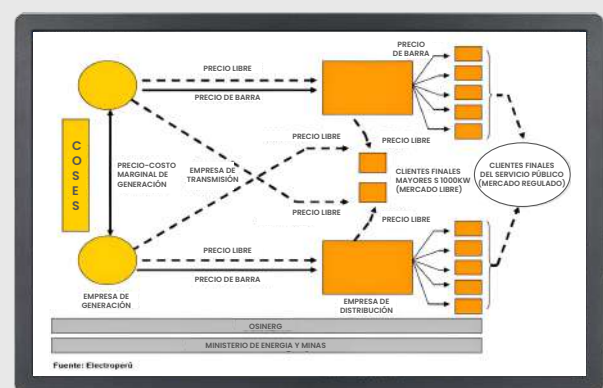 PRECIO
DE BARRA
PRECIO LIBRE
PRECIO DE BARRA
COSES
PRECIO LIBRE
PRECIO LIBRE
PRECIO-COSTO
MARGINAL DE
GENERACIÓN
EMPRESA DE
TRANSMISIÓN
CLIENTES FINALES
MAYORES S 1000KW
(MERCADO LIBRE)
CLIENTES FINALES
DEL SERVICIO PÚBLICO
(MERCADO REGULADO)
PRECIO LIBRE
PRECIO LIBRE
PRECIO LIBRE
PRECIO DE BARRA
EMPRESA DE
GENERACIÓN
EMPRESA DE
DISTRIBUCIÓN
OSINERG
MINISTERIO DE ENERGIA Y MINAS
Fuente: Electroperú